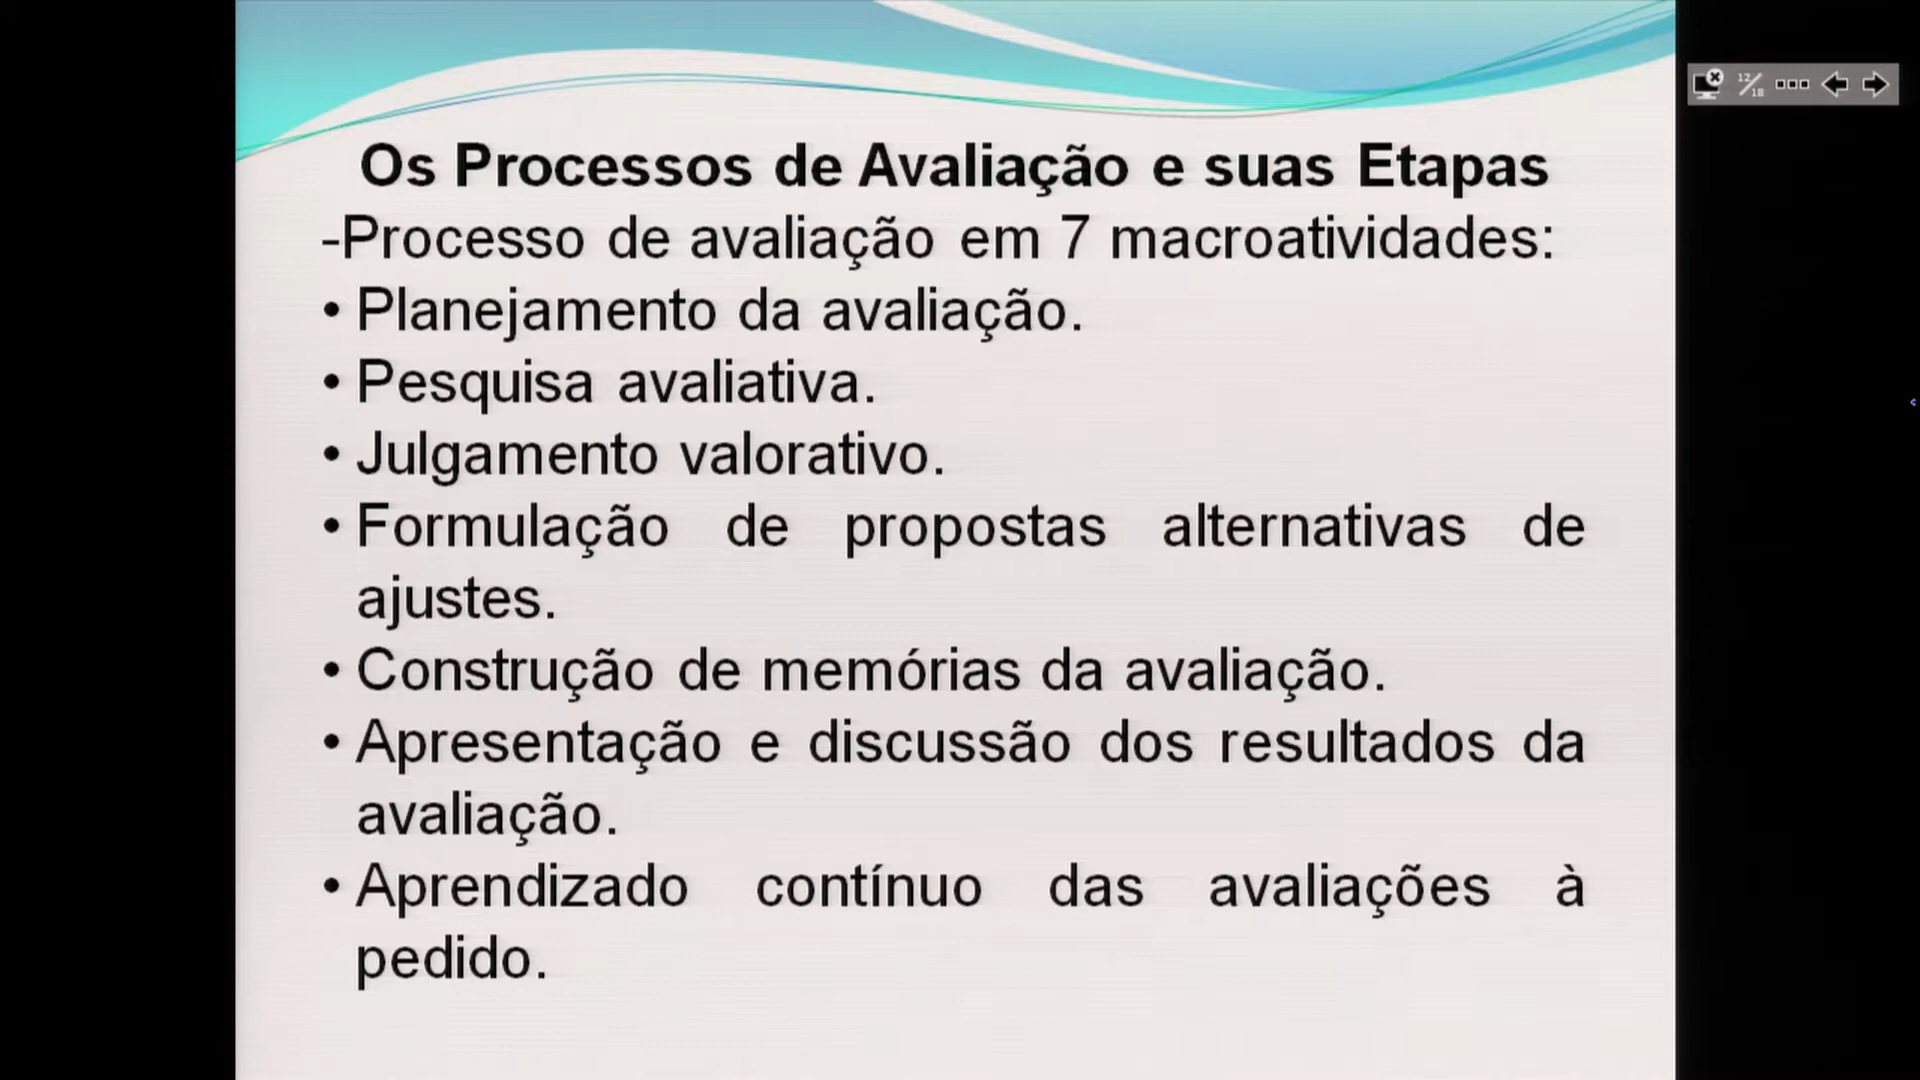 Os Processos de Avaliação e suas Etapas
-Processo de avaliação em 7 macroatividades:
• Planejamento da avaliação.
• Pesquisa avaliativa.
• Julgamento valorativo.
• Formulação de propostas alternativas de
ajustes.
• Construção de memórias da avaliação.
• Apresentação e discussão dos resultados da
avaliação.
• Aprendizado contínuo das avaliações à
pedido.
12/18